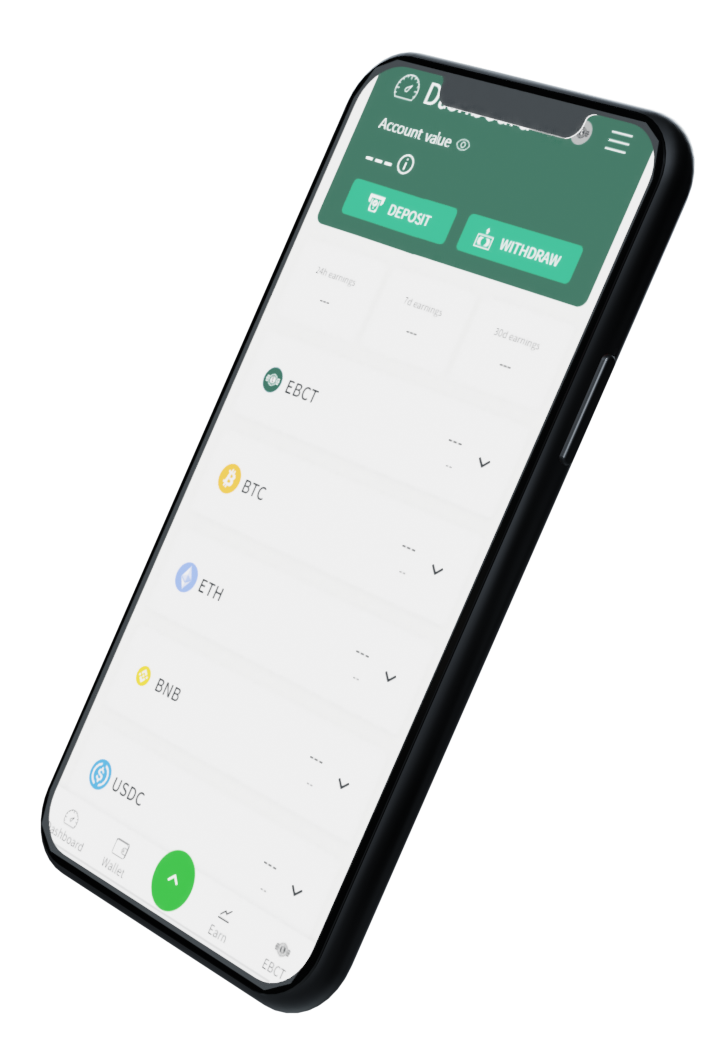 Dashboard
Account value
---
DEPOSIT
WITHDRAW
24h earnings
7d earnings
30d earnings
---
---
---
EBCT
---
--
BTC
---
--
ETH
---
--
BNB
---
--
USDC
---
--
Dashboard
Wallet
Earn
EBCT